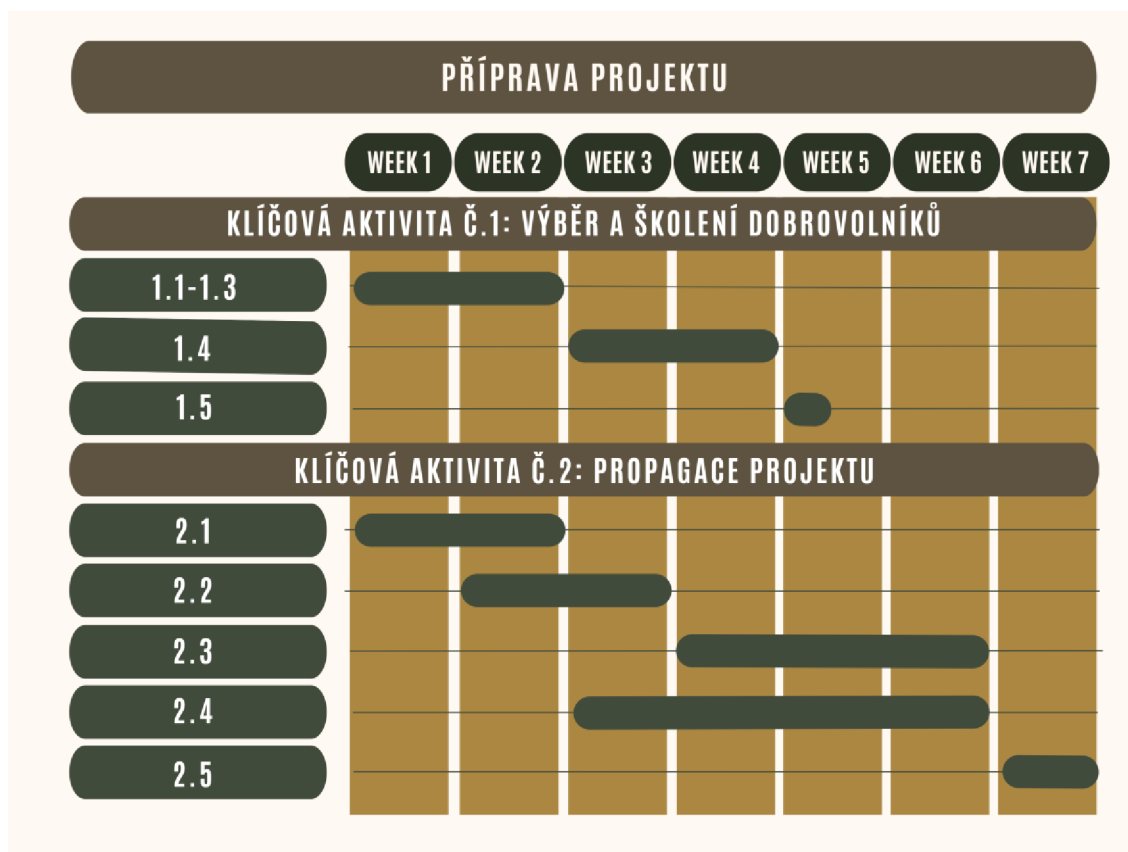 PŘÍPRAVA PROJEKTU
WEEK 1 WEEK 2 WEEK 3 WEEK 4 WEEK 5 WEEK 6 WEEK 7
KLÍČOVÁ AKTIVITA Č.1: VÝBĚR A ŠKOLENÍ DOBROVOLNÍKŮ
1.1-1.3
1.4
1.5
KLÍČOVÁ AKTIVITA Č.2: PROPAGACE PROJEKTU
2.1
2.2
2.3
2.4
2.5